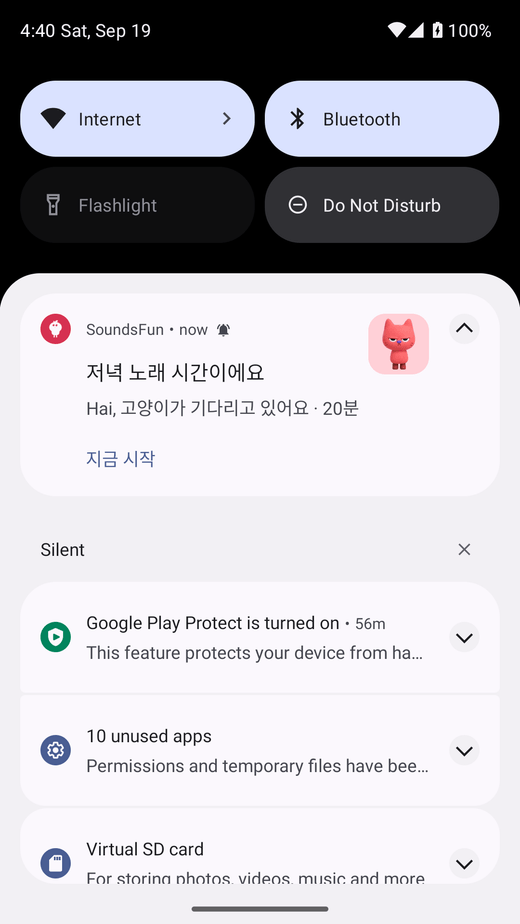 4:40 Sat, Sep 19
100%
Internet
Bluetooth
Flashlight
Do Not Disturb
SoundsFun • now
저녁 노래 시간이에요
Hai, 고양이가 기다리고 있어요 · 20분
지금 시작
Silent
Google Play Protect is turned on • 56m
This feature protects your device from ha…
10 unused apps
Permissions and temporary files have bee…
Virtual SD card
For storing photos, videos, music and more